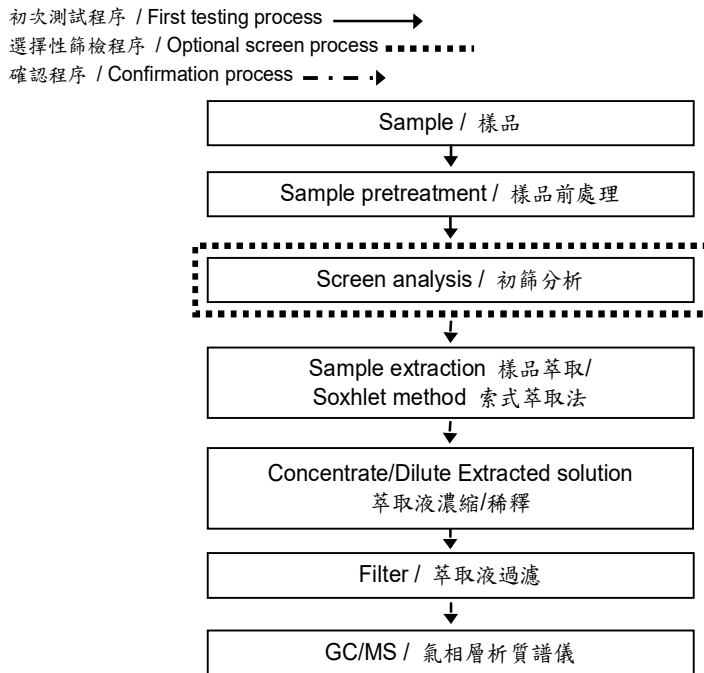 初次測試程序 / First testing process
選擇性篩檢程序 / Optional screen process
確認程序 / Confirmation process
Sample / 樣品
Sample pretreatment / 樣品前處理
Screen analysis / 初篩分析
Sample extraction 樣品萃取/
Soxhlet method 索式萃取法
Concentrate/Dilute Extracted solution
萃取液濃縮/稀釋
Filter / 萃取液過濾
GC/MS / 氣相層析質譜儀